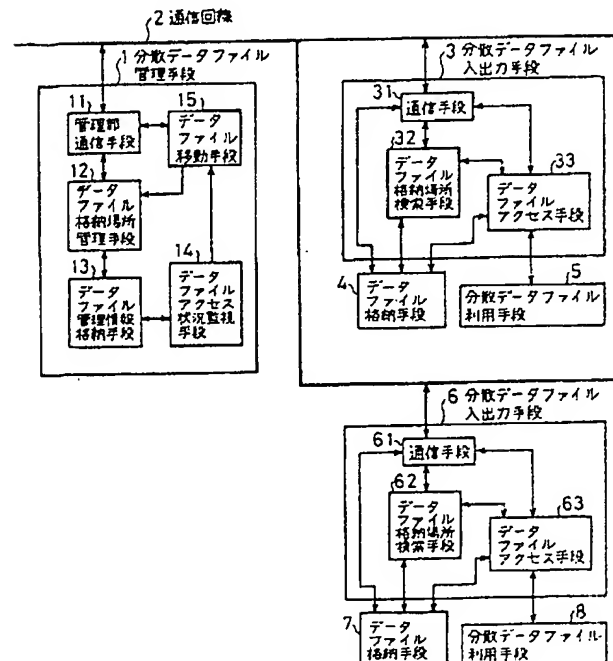 2 通信回線
1 分散データファイル
管理手段
11
管理部
通信手段
15
データ
ファイル
移動手段
12
データ
ファイル
格納場所
管理手段
13
データ
ファイル
管理情報
格納手段
14
データ
ファイル
アクセス
状況監視
手段
3 分散データファイル
入出力手段
31
通信手段
32
データ
ファイル
格納場所
検索手段
33
データ
ファイル
アクセス手段
4
データ
ファイル
格納手段
5
分散データファイル
利用手段
6 分散データファイル
入出力手段
61
通信手段
62
データ
ファイル
格納場所
検索手段
63
データ
ファイル
アクセス手段
7
データ
ファイル
格納手段
8
分散データファイル
利用手段